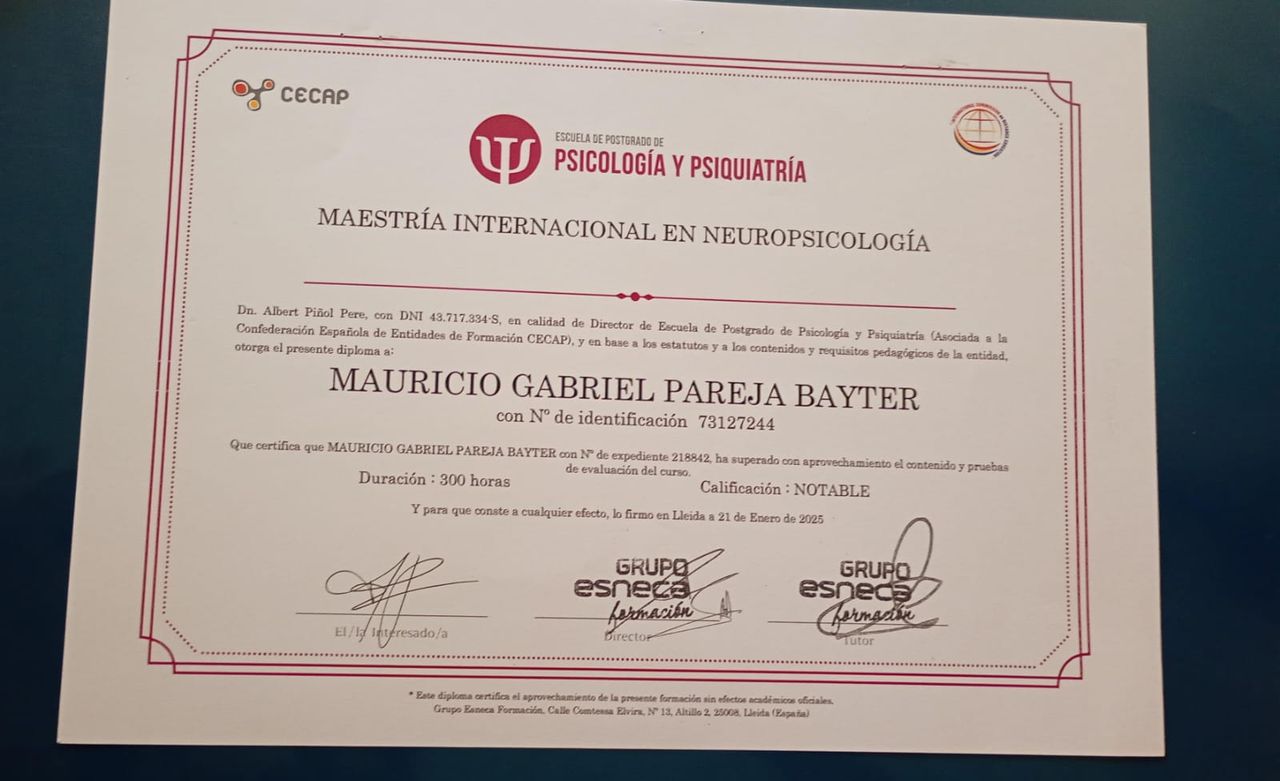 CECAP
ESCUELA DE POSTGRADO DE
PSICOLOGÍA Y PSIQUIATRÍA
MAESTRÍA INTERNACIONAL EN NEUROPSICOLOGÍA
Dn. Albert Piñol Pere, con DNI 43.717.334-S, en calidad de Director de Escuela de Postgrado de Psicología y Psiquiatría (Asociada a la
Confederación Española de Entidades de Formación CECAP), y en base a los estatutos y a los contenidos y requisitos pedagógicos de la entidad,
otorga el presente diploma a:
MAURICIO GABRIEL PAREJA BAYTER
con Nº de identificación 73127244
Que certifica que MAURICIO GABRIEL PAREJA BAYTER con Nº de expediente 218842, ha superado con aprovechamiento el contenido y pruebas
de evaluación del curso.
Duración : 300 horas
Calificación : NOTABLE
Y para que conste a cualquier efecto, lo firmo en Lleida a 21 de Enero de 2025
GRUPO
esneca
formación
GRUPO
esneca
formación
El/la Interesado/a
Director
Tutor
* Este diploma certifica el aprovechamiento de la presente formación sin efectos académicos oficiales.
Grupo Esneca Formación, Calle Comtessa Elvira, Nº 13, Altillo 2, 25008, Lleida (España)